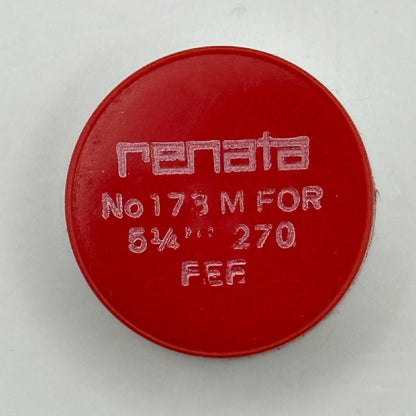 renata
No 173 M FOR
5¼''' 270
FEF